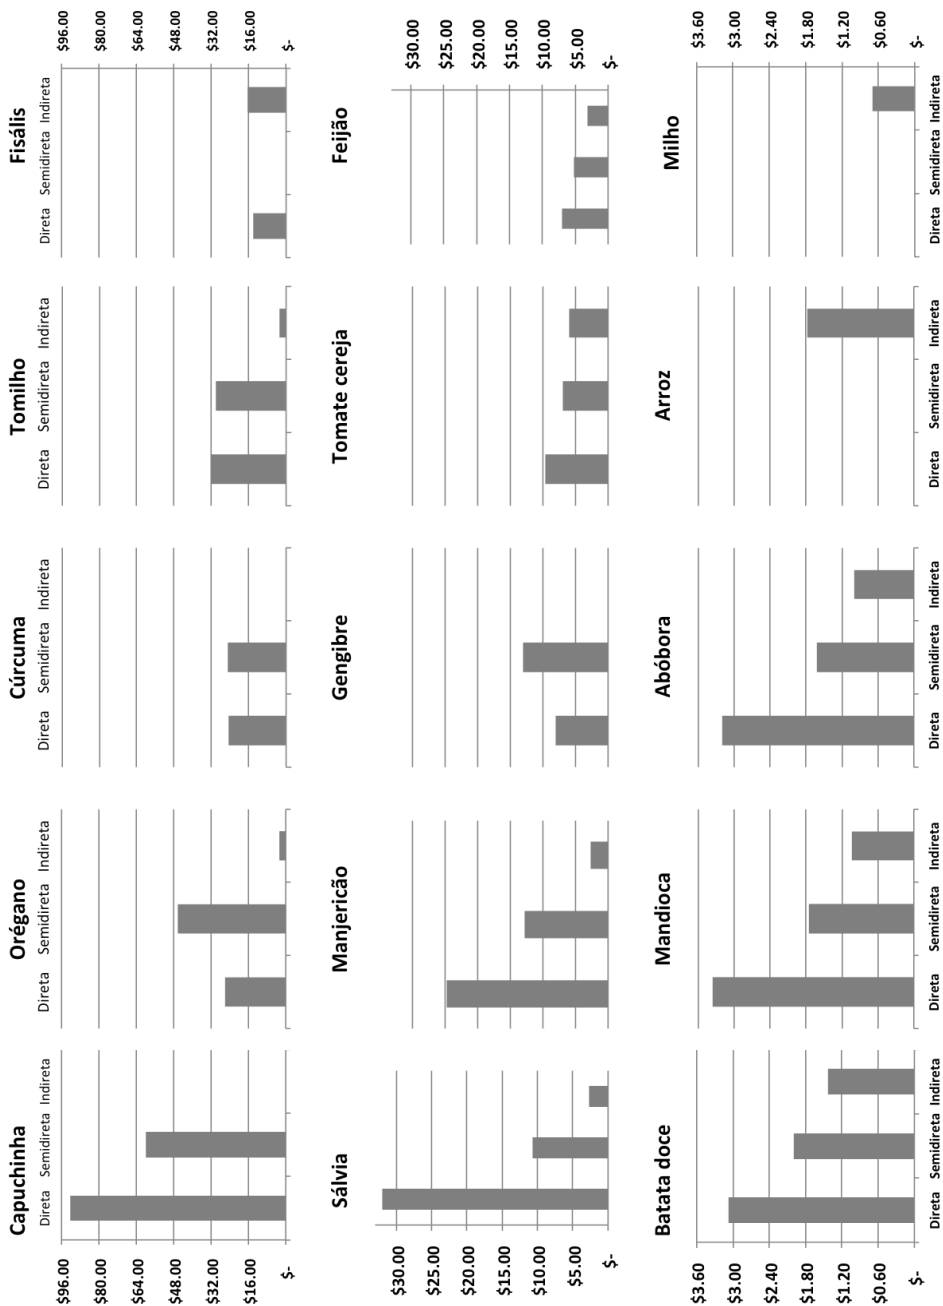 Capuchinha
Orégano
Cúrcuma
Tomilho
Fisális
Direta Semidireta Indireta
Direta Semidireta Indireta
Direta Semidireta Indireta
Direta Semidireta Indireta
Direta Semidireta Indireta
$96.00
$80.00
$64.00
$48.00
$32.00
$16.00
$-
$96.00
$80.00
$64.00
$48.00
$32.00
$16.00
$-
Sálvia
Manjericão
Gengibre
Tomate cereja
Feijão
$30.00
$25.00
$20.00
$15.00
$10.00
$5.00
$-
$30.00
$25.00
$20.00
$15.00
$10.00
$5.00
$-
Batata doce
Mandioca
Abóbora
Arroz
Milho
$3.60
$3.00
$2.40
$1.80
$1.20
$0.60
$-
$3.60
$3.00
$2.40
$1.80
$1.20
$0.60
$-
Direta Semidireta Indireta
Direta Semidireta Indireta
Direta Semidireta Indireta
Direta Semidireta Indireta
Direta Semidireta Indireta